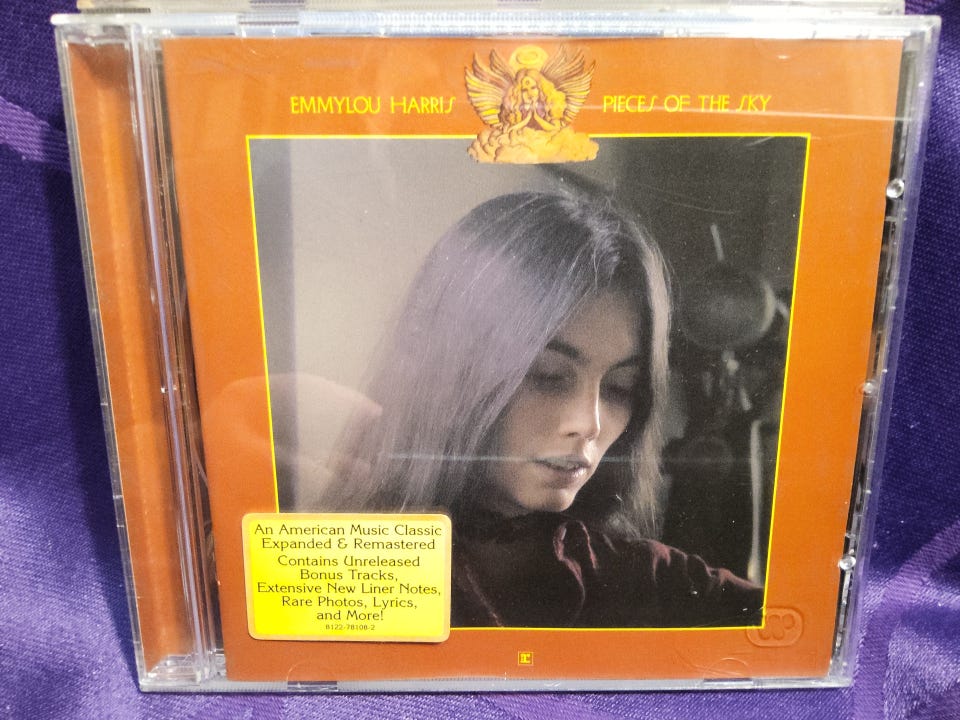 EMMYLOU HARRIS
PIECES OF THE SKY
An American Music Classic
Expanded & Remastered
Contains Unreleased
Bonus Tracks,
Extensive New Liner Notes,
Rare Photos, Lyrics,
and More!
8122-78108-2